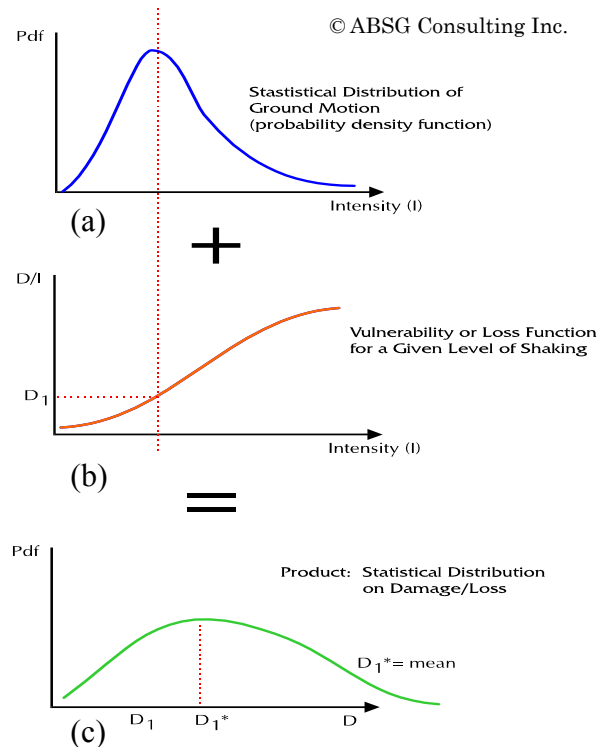 © ABSG Consulting Inc.
Pdf
Stastistical Distribution of
Ground Motion
(probability density function)
Intensity (I)
(a)
+
D/I
Vulnerability or Loss Function
for a Given Level of Shaking
D1
Intensity (I)
(b)
=
Pdf
Product: Statistical Distribution
on Damage/Loss
D1*= mean
D1 D1* D
(c)